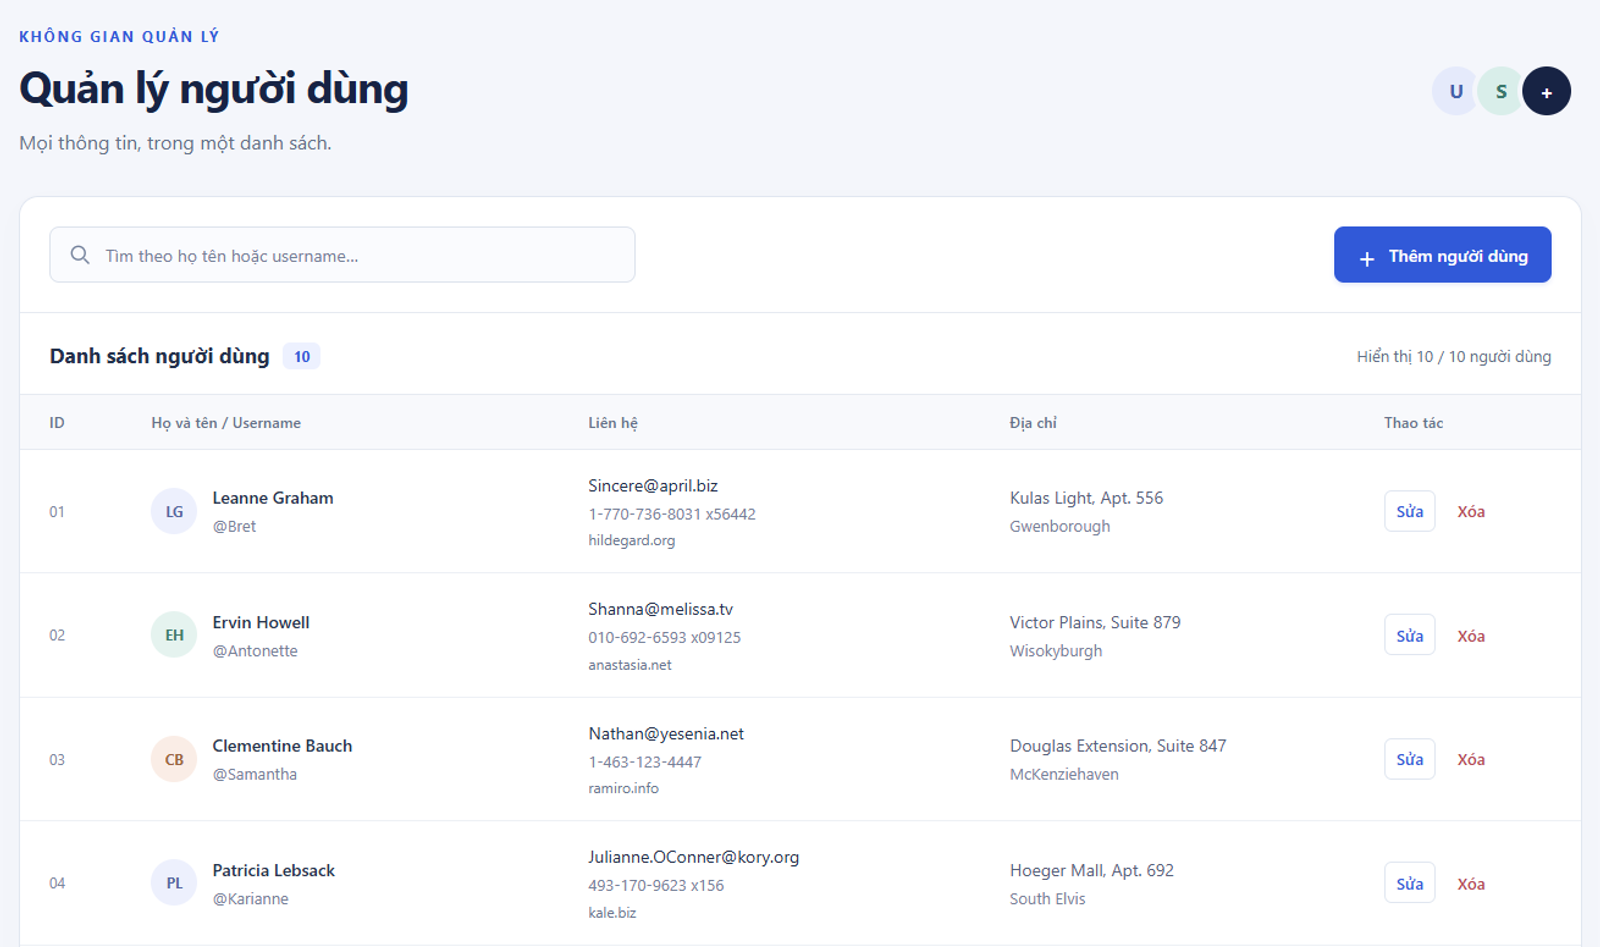 KHÔNG GIAN QUẢN LÝ
Quản lý người dùng
Mọi thông tin, trong một danh sách.
U S +
Tìm theo họ tên hoặc username...
+ Thêm người dùng
Danh sách người dùng 10
Hiển thị 10 / 10 người dùng
ID Họ và tên / Username Liên hệ Địa chỉ Thao tác
01
LG
Leanne Graham
@Bret
Sincere@april.biz
1-770-736-8031 x56442
hildegard.org
Kulas Light, Apt. 556
Gwenborough
Sửa Xóa
02
EH
Ervin Howell
@Antonette
Shanna@melissa.tv
010-692-6593 x09125
anastasia.net
Victor Plains, Suite 879
Wisokyburgh
Sửa Xóa
03
CB
Clementine Bauch
@Samantha
Nathan@yesenia.net
1-463-123-4447
ramiro.info
Douglas Extension, Suite 847
McKenziehaven
Sửa Xóa
04
PL
Patricia Lebsack
@Karianne
Julianne.OConner@kory.org
493-170-9623 x156
kale.biz
Hoeger Mall, Apt. 692
South Elvis
Sửa Xóa